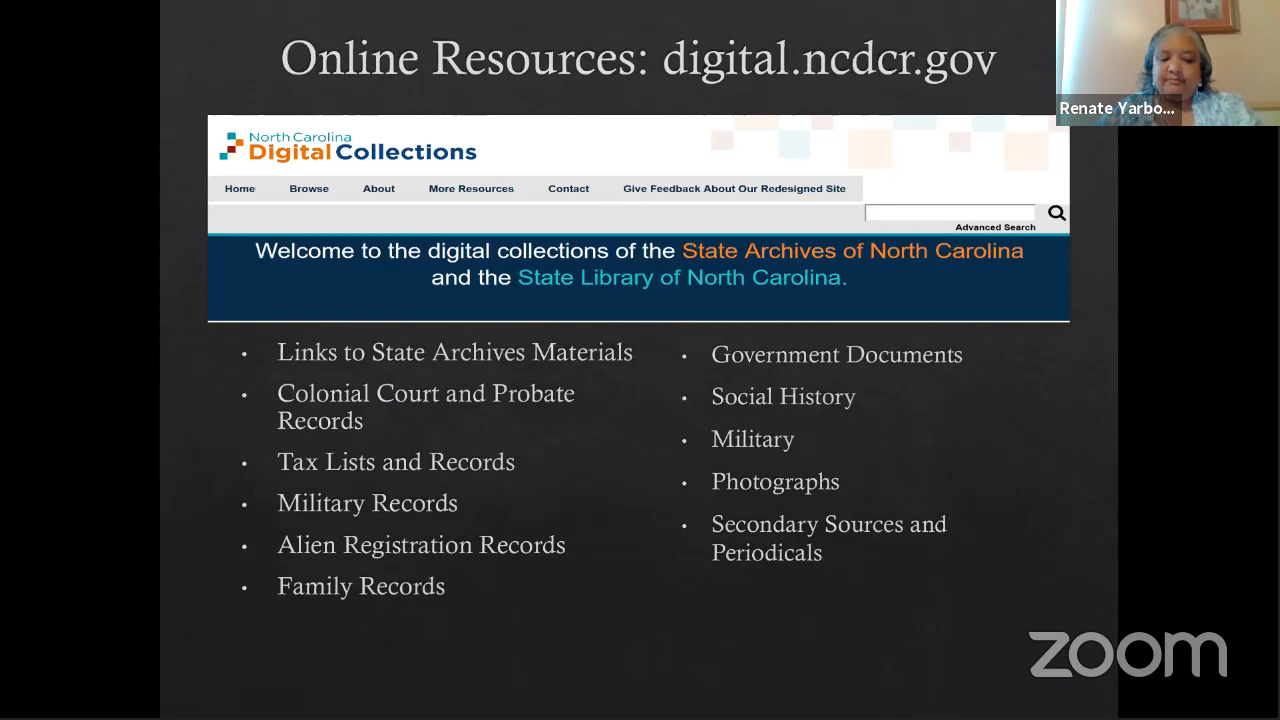 Online Resources: digital.ncdcr.gov
Renate Yarbo...
North Carolina
Digital Collections
Home Browse About More Resources Contact Give Feedback About Our Redesigned Site
Advanced Search
Welcome to the digital collections of the State Archives of North Carolina
and the State Library of North Carolina.
• Links to State Archives Materials
• Colonial Court and Probate
Records
• Tax Lists and Records
• Military Records
• Alien Registration Records
• Family Records
• Government Documents
• Social History
• Military
• Photographs
• Secondary Sources and
Periodicals
zoom